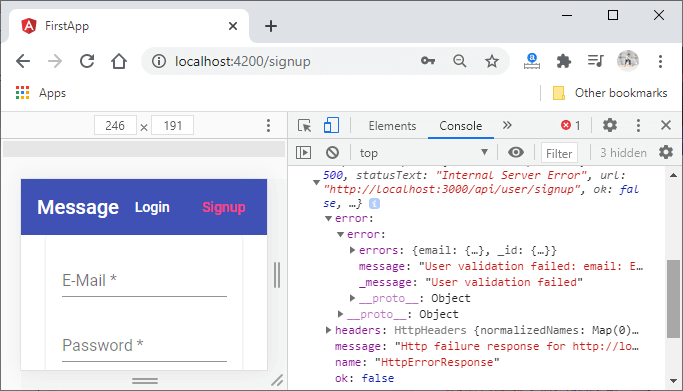 FirstApp
localhost:4200/signup
Apps
Other bookmarks
246 x 191
Elements Console » 1
top Filter 3 hidden
500, statusText: "Internal Server Error", url:
"http://localhost:3000/api/user/signup", ok: fal
se, …} i
error:
error:
errors: {email: {…}, _id: {…}}
message: "User validation failed: email: E…
_message: "User validation failed"
__proto__: Object
__proto__: Object
headers: HttpHeaders {normalizedNames: Map(0)…
message: "Http failure response for http://lo…
name: "HttpErrorResponse"
ok: false
Message Login Signup
E-Mail *
Password *